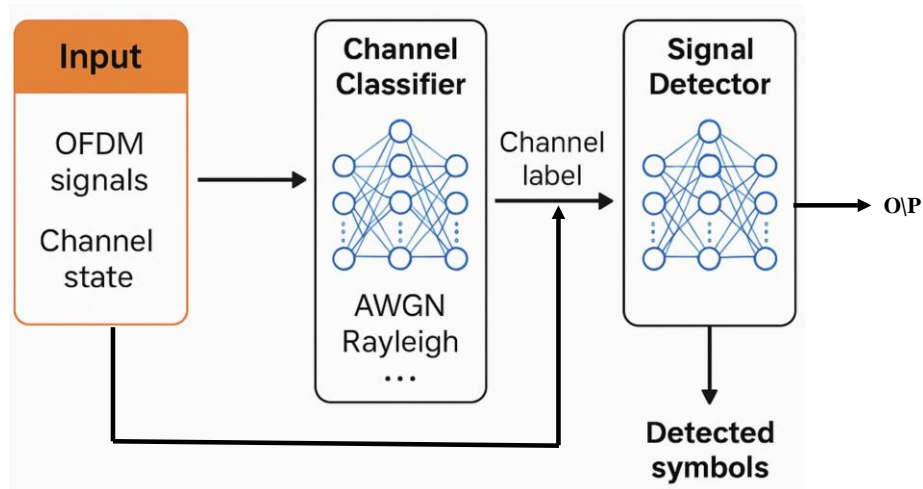 Input
OFDM
signals
Channel
state
Channel
Classifier
AWGN
Rayleigh
...
Channel
label
Signal
Detector
Detected
symbols
O\P